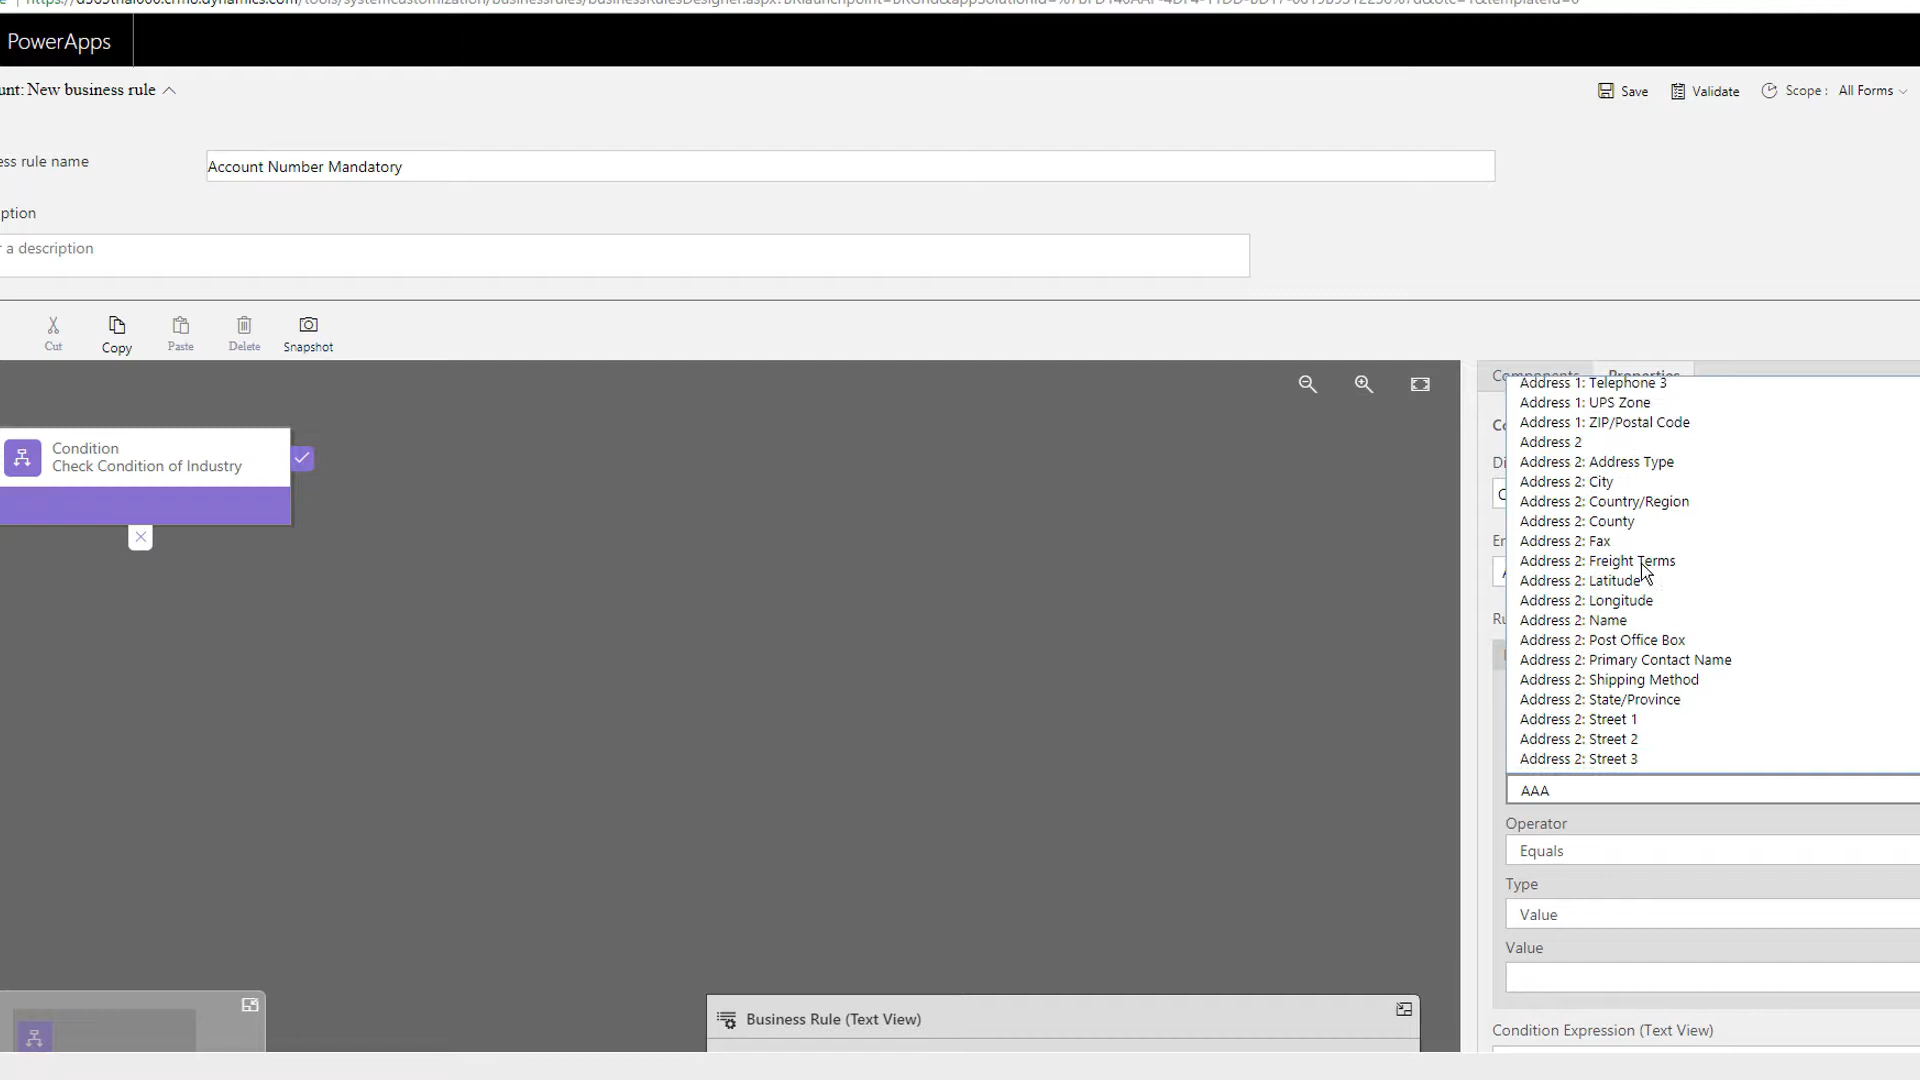 PowerApps
unt: New business rule
Save
Validate
Scope :
All Forms
ess rule name
Account Number Mandatory
ption
r a description
Cut
Copy
Paste
Delete
Snapshot
Condition
Check Condition of Industry
Components
Properties
Address 1: Telephone 3
Address 1: UPS Zone
Address 1: ZIP/Postal Code
Address 2
Address 2: Address Type
Address 2: City
Address 2: Country/Region
Address 2: County
Address 2: Fax
Address 2: Freight Terms
Address 2: Latitude
Address 2: Longitude
Address 2: Name
Address 2: Post Office Box
Address 2: Primary Contact Name
Address 2: Shipping Method
Address 2: State/Province
Address 2: Street 1
Address 2: Street 2
Address 2: Street 3
AAA
Operator
Equals
Type
Value
Value
Business Rule (Text View)
Condition Expression (Text View)